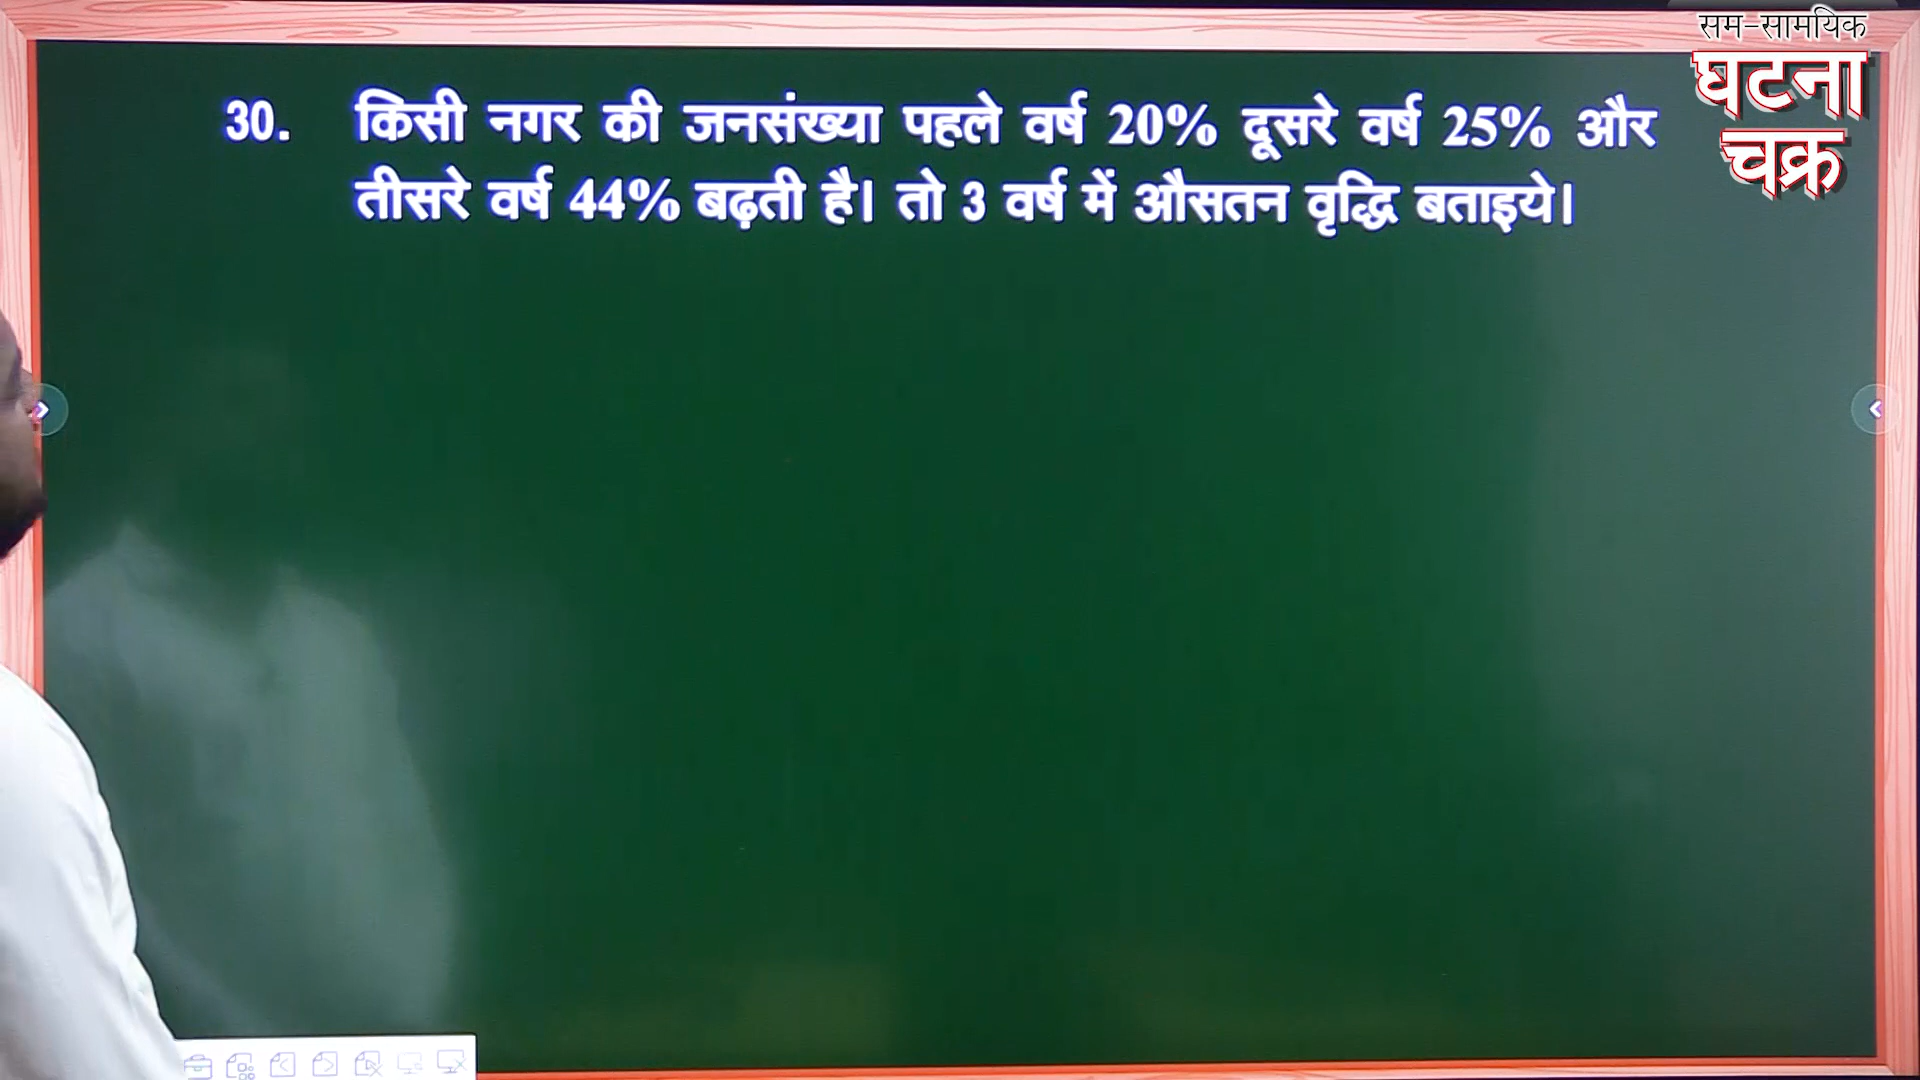 सम-सामयिक
घटना
चक्र
30. किसी नगर की जनसंख्या पहले वर्ष 20% दूसरे वर्ष 25% और
तीसरे वर्ष 44% बढ़ती है। तो 3 वर्ष में औसतन वृद्धि बताइये।